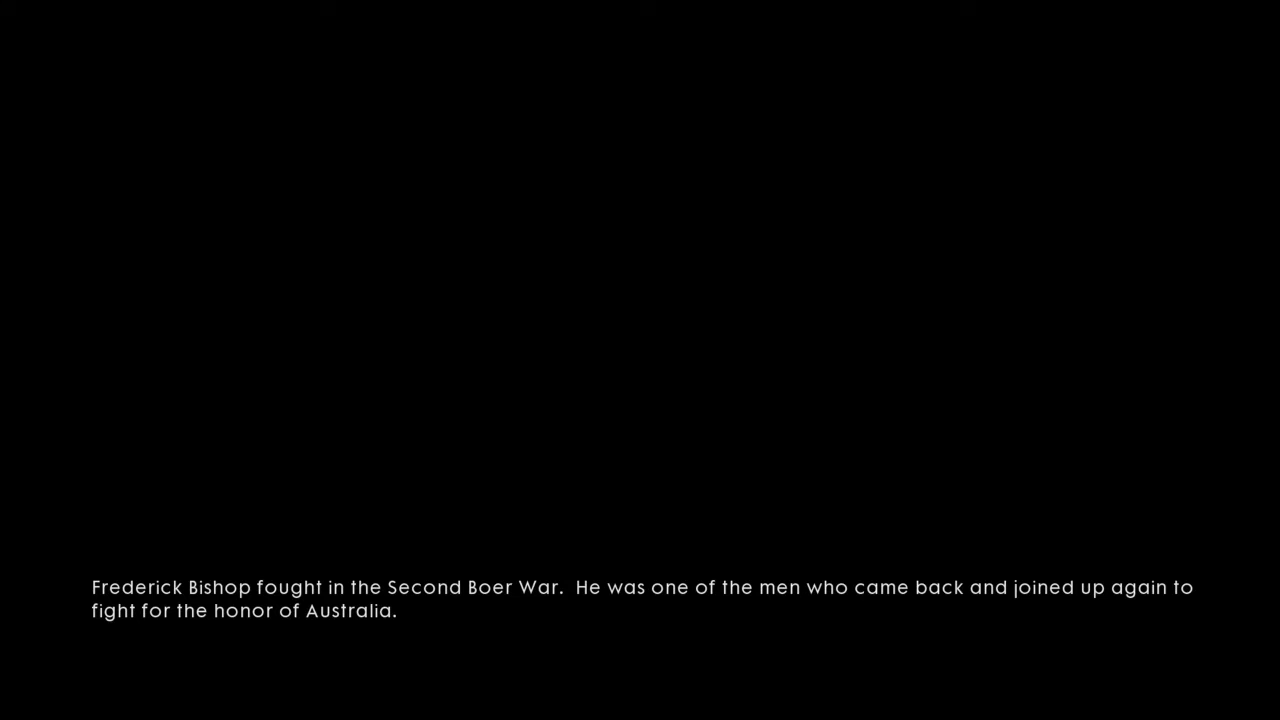 Frederick Bishop fought in the Second Boer War.  He was one of the men who came back and joined up again to
fight for the honor of Australia.